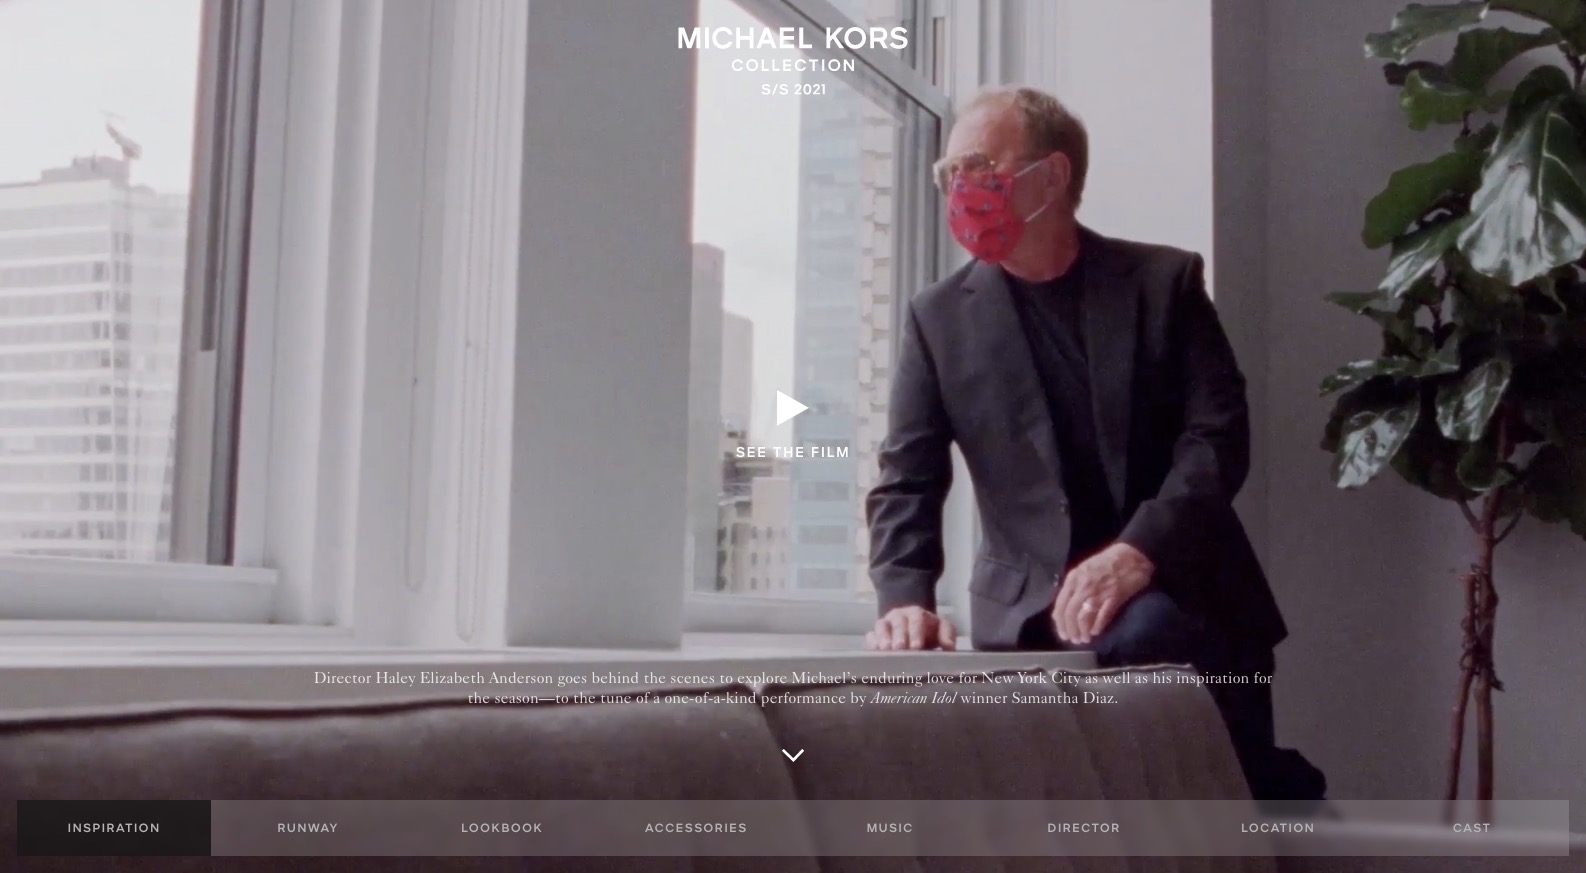 MICHAEL KORS
COLLECTION
S/S 2021
SEE THE FILM
Director Haley Elizabeth Anderson goes behind the scenes to explore Michael’s enduring love for New York City as well as his inspiration for
the season—to the tune of a one-of-a-kind performance by American Idol winner Samantha Diaz.
INSPIRATION RUNWAY LOOKBOOK ACCESSORIES MUSIC DIRECTOR LOCATION CAST